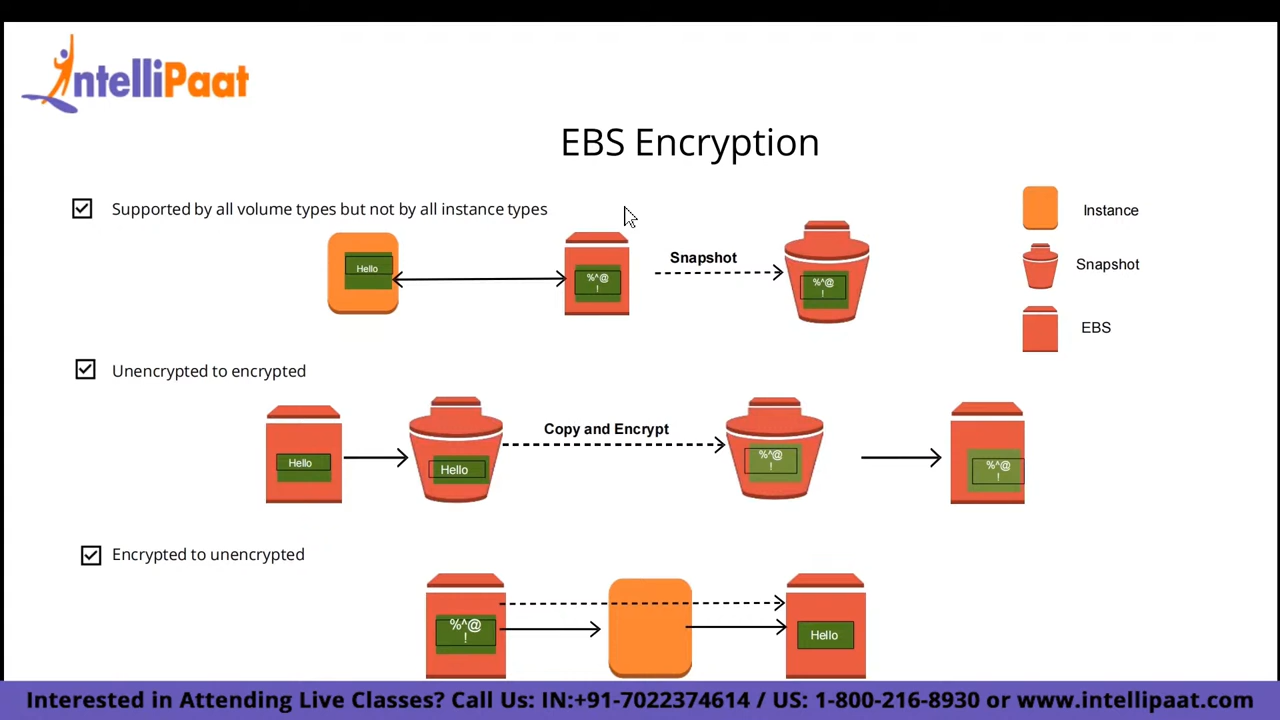 IntelliPaat
EBS Encryption
Supported by all volume types but not by all instance types
Instance
Hello
%^@
!
Snapshot
%^@
!
Snapshot
EBS
Unencrypted to encrypted
Hello
Hello
Copy and Encrypt
%^@
!
%^@
!
Encrypted to unencrypted
%^@
!
Hello
Interested in Attending Live Classes? Call Us: IN:+91-7022374614 / US: 1-800-216-8930 or www.intellipaat.com